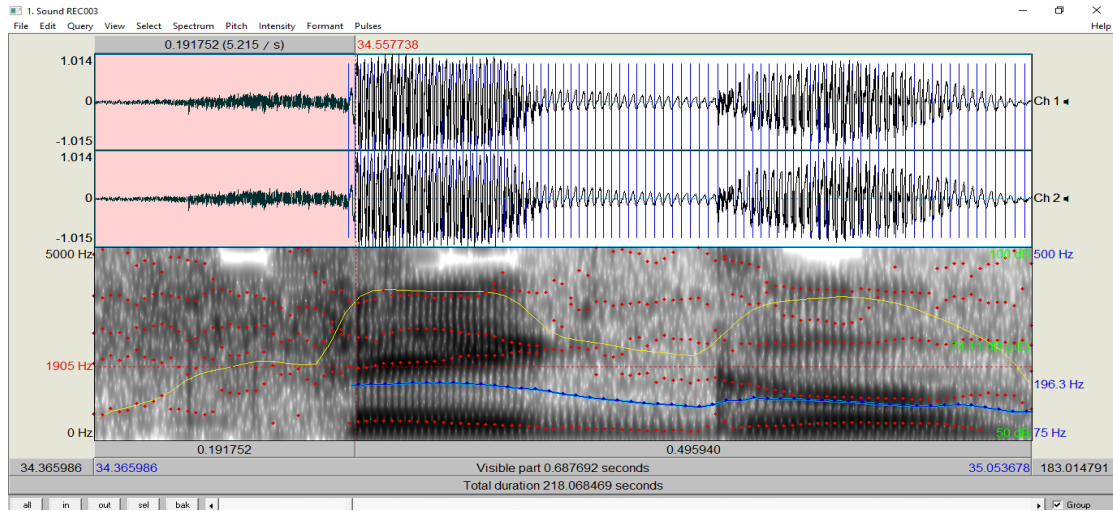 1. Sound REC003
File Edit Query View Select Spectrum Pitch Intensity Formant Pulses Help
0.191752 (5.215 / s) 34.557738
1.014
0
-1.015
Ch 1
1.014
0
-1.015
Ch 2
5000 Hz 100 dB 500 Hz
1905 Hz
196.3 Hz
0 Hz 50 dB 75 Hz
0.191752 0.495940
34.365986 34.365986 Visible part 0.687692 seconds 35.053678 183.014791
Total duration 218.068469 seconds
all in out sel bak Group